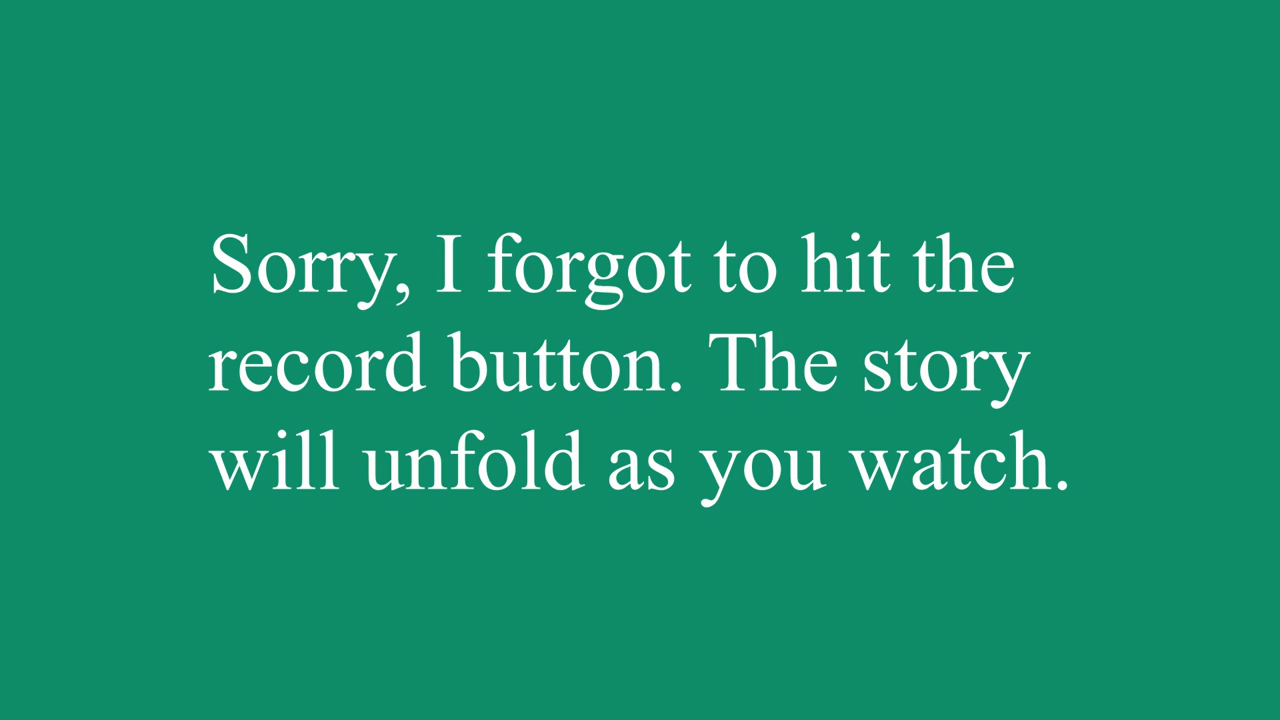 Sorry, I forgot to hit the
record button. The story
will unfold as you watch.